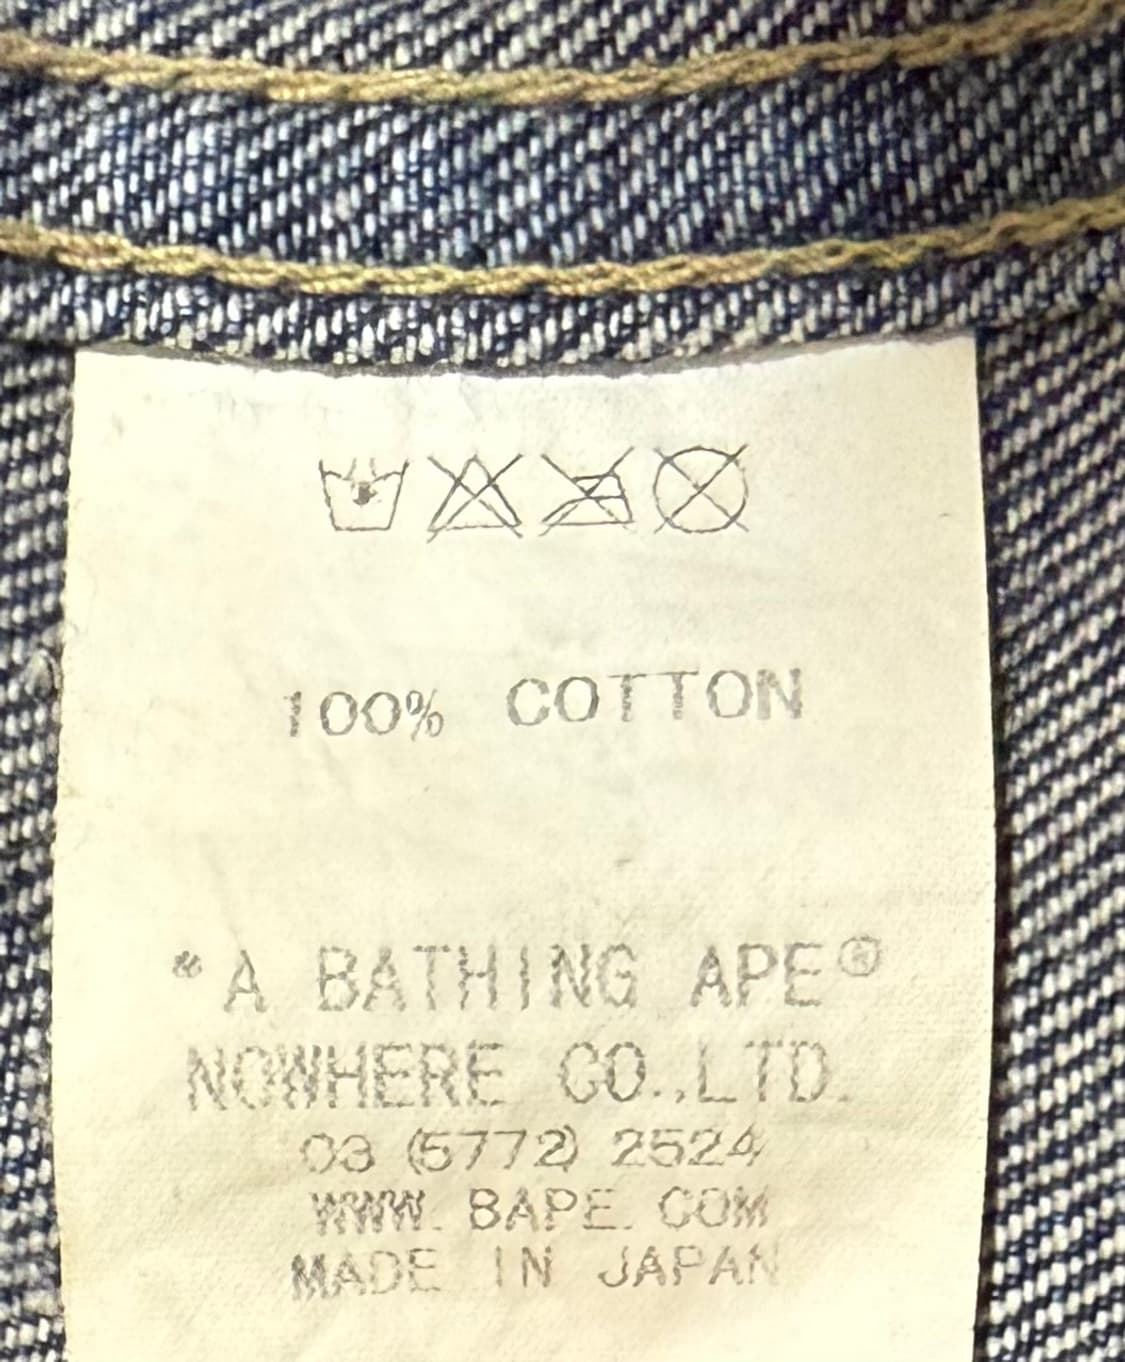 100% COTTON
"A BATHING APE®
NOWHERE CO.,LTD.
03 (5772) 2524
WWW. BAPE. COM
MADE IN JAPAN